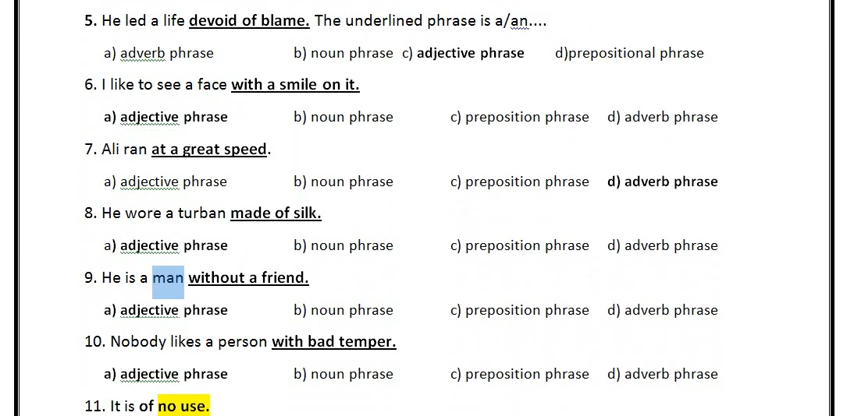 5. He led a life devoid of blame. The underlined phrase is a/an....
a) adverb phrase b) noun phrase c) adjective phrase d)prepositional phrase
6. I like to see a face with a smile on it.
a) adjective phrase b) noun phrase c) preposition phrase d) adverb phrase
7. Ali ran at a great speed.
a) adjective phrase b) noun phrase c) preposition phrase d) adverb phrase
8. He wore a turban made of silk.
a) adjective phrase b) noun phrase c) preposition phrase d) adverb phrase
9. He is a man without a friend.
a) adjective phrase b) noun phrase c) preposition phrase d) adverb phrase
10. Nobody likes a person with bad temper.
a) adjective phrase b) noun phrase c) preposition phrase d) adverb phrase
11. It is of no use.